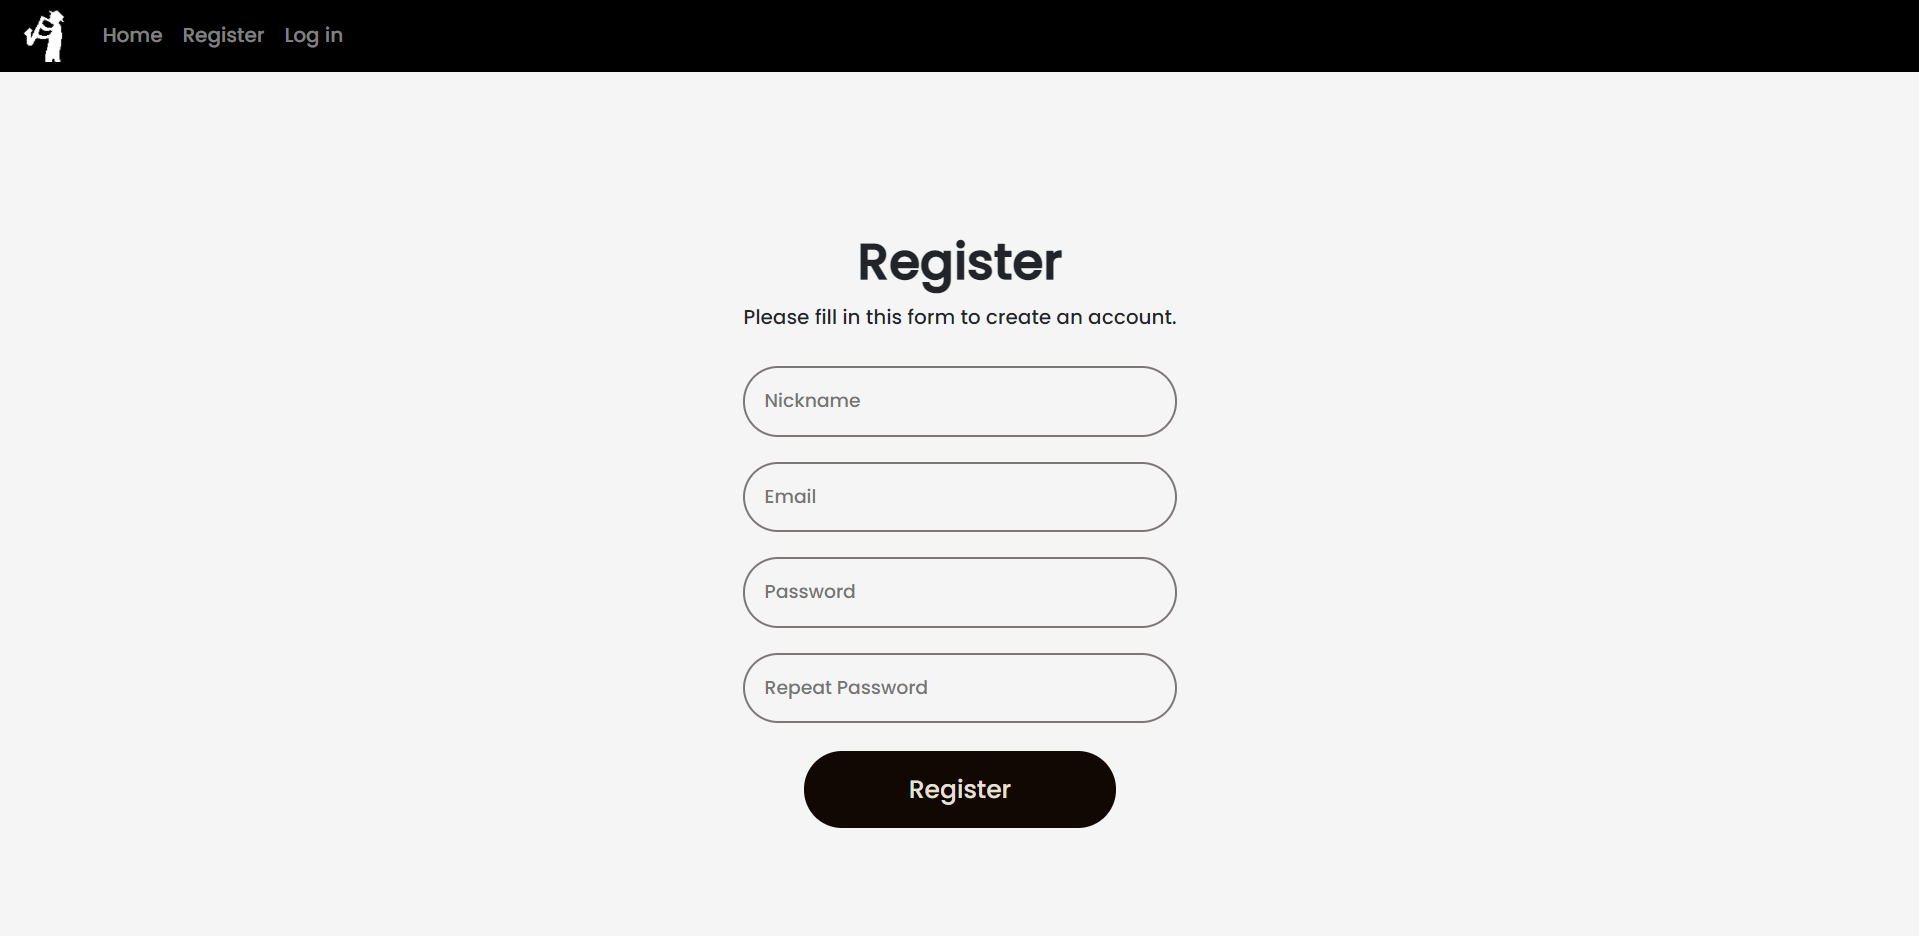 Home Register Log in
Register
Please fill in this form to create an account.
Nickname
Email
Password
Repeat Password
Register